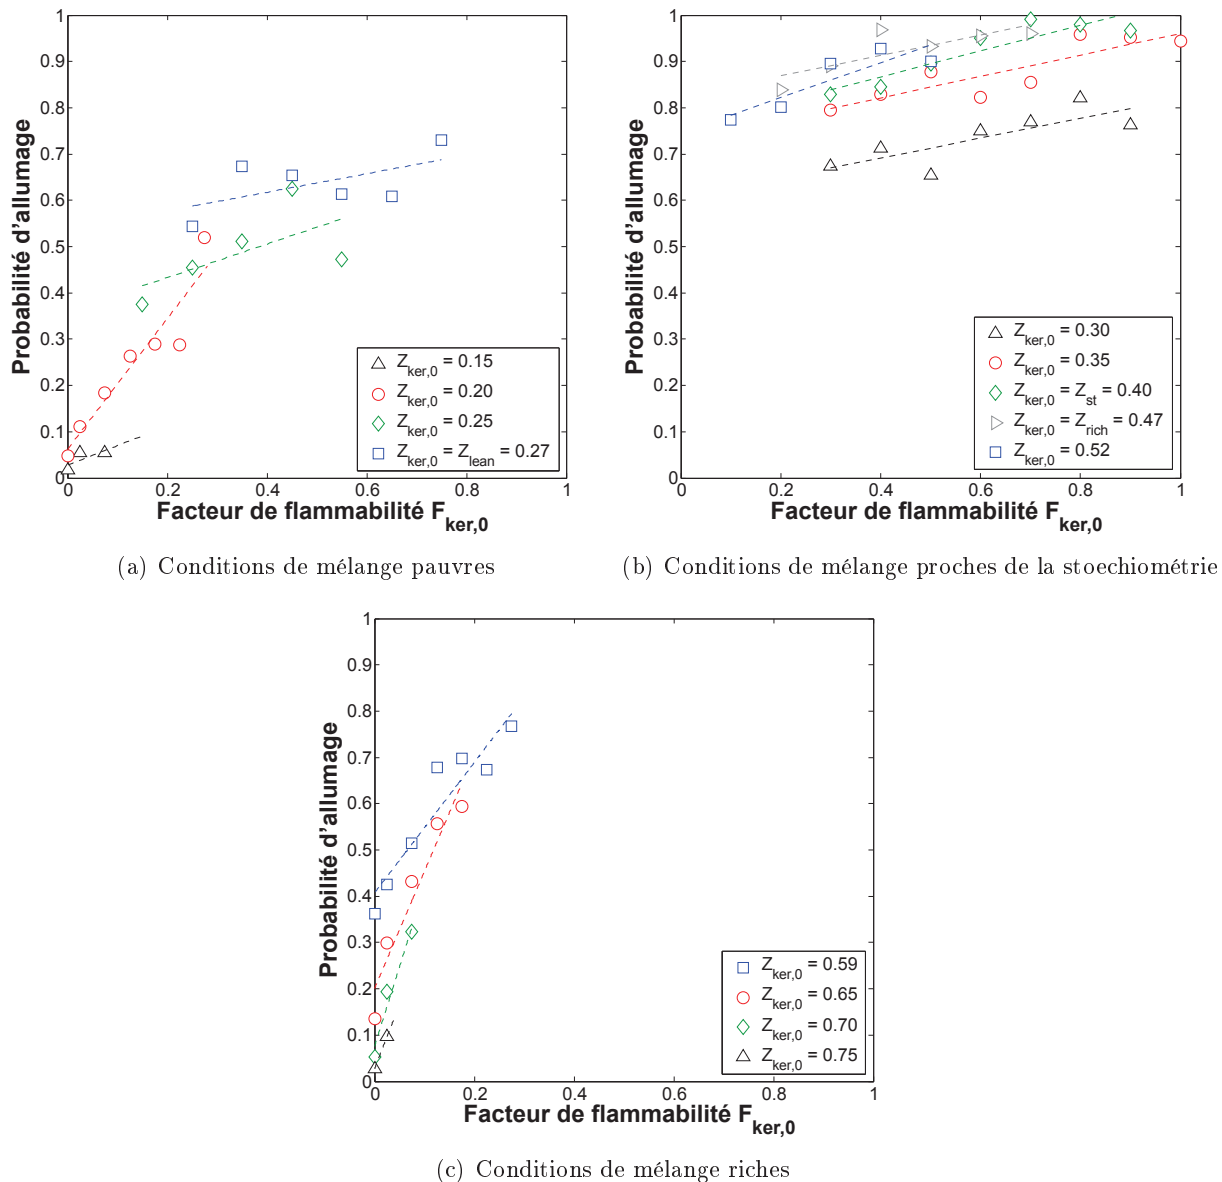 1
0.9
0.8
0.7
0.6
0.5
0.4
0.3
0.2
0.1
0
0 0.2 0.4 0.6 0.8 1
Probabilité d'allumage
Facteur de flammabilité F_ker,0
Z_ker,0 = 0.15
Z_ker,0 = 0.20
Z_ker,0 = 0.25
Z_ker,0 = Z_lean = 0.27
(a) Conditions de mélange pauvres
1
0.9
0.8
0.7
0.6
0.5
0.4
0.3
0.2
0.1
0
0 0.2 0.4 0.6 0.8 1
Probabilité d'allumage
Facteur de flammabilité F_ker,0
Z_ker,0 = 0.30
Z_ker,0 = 0.35
Z_ker,0 = Z_st = 0.40
Z_ker,0 = Z_rich = 0.47
Z_ker,0 = 0.52
(b) Conditions de mélange proches de la stoechiométrie
1
0.9
0.8
0.7
0.6
0.5
0.4
0.3
0.2
0.1
0
0 0.2 0.4 0.6 0.8 1
Probabilité d'allumage
Facteur de flammabilité F_ker,0
Z_ker,0 = 0.59
Z_ker,0 = 0.65
Z_ker,0 = 0.70
Z_ker,0 = 0.75
(c) Conditions de mélange riches